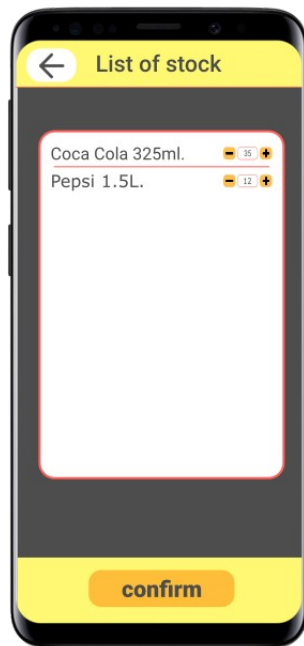 List of stock
Coca Cola 325ml. 35
Pepsi 1.5L. 12
confirm